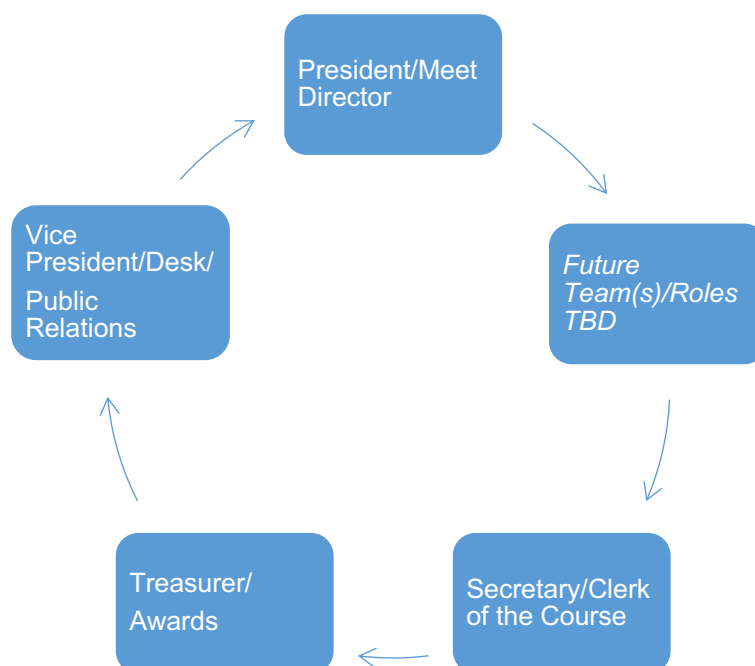 President/Meet
Director
Future
Team(s)/Roles
TBD
Secretary/Clerk
of the Course
Treasurer/
Awards
Vice
President/Desk/
Public
Relations